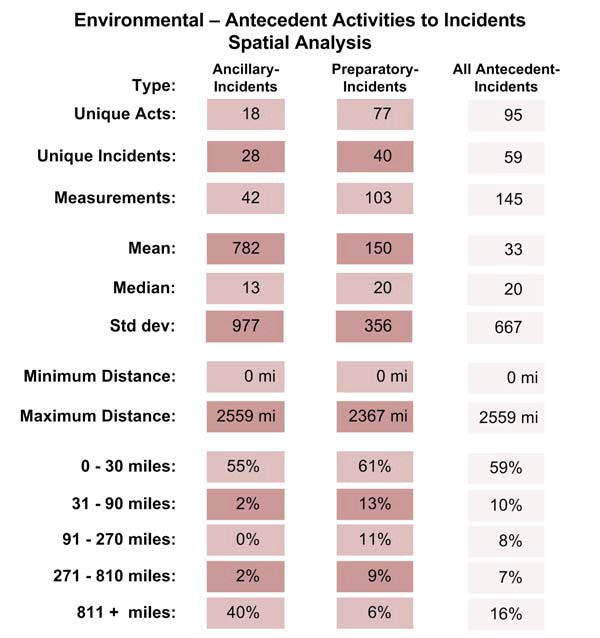 Environmental – Antecedent Activities to Incidents
Spatial Analysis
Type: Ancillary-Incidents Preparatory-Incidents All Antecedent-Incidents
Unique Acts: 18 77 95
Unique Incidents: 28 40 59
Measurements: 42 103 145
Mean: 782 150 33
Median: 13 20 20
Std dev: 977 356 667
Minimum Distance: 0 mi 0 mi 0 mi
Maximum Distance: 2559 mi 2367 mi 2559 mi
0 - 30 miles: 55% 61% 59%
31 - 90 miles: 2% 13% 10%
91 - 270 miles: 0% 11% 8%
271 - 810 miles: 2% 9% 7%
811 + miles: 40% 6% 16%